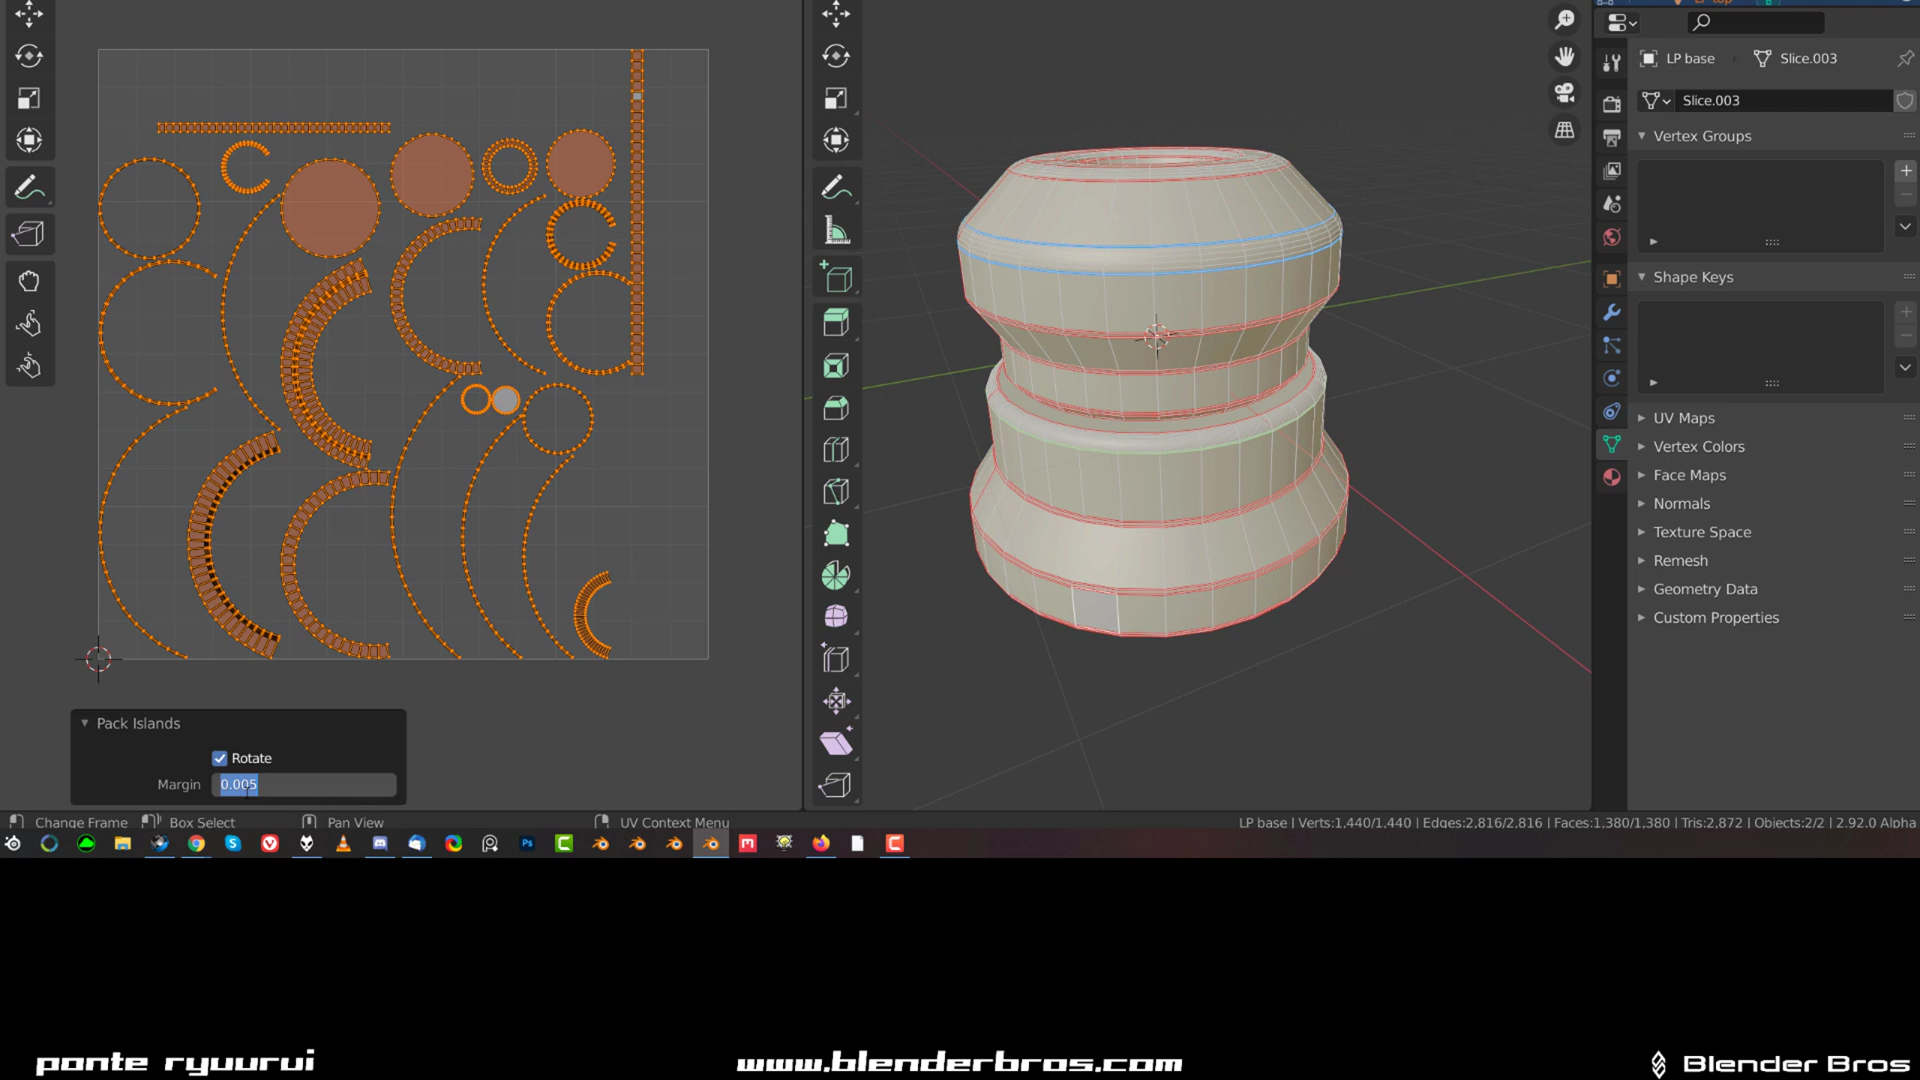 LP top
LP base
Slice.003
Slice.003
Vertex Groups
Shape Keys
UV Maps
Vertex Colors
Face Maps
Normals
Texture Space
Remesh
Geometry Data
Custom Properties
Pack Islands
Rotate
Margin 0.005
Change Frame
Box Select
Pan View
UV Context Menu
LP base | Verts:1,440/1,440 | Edges:2,816/2,816 | Faces:1,380/1,380 | Tris:2,872 | Objects:2/2 | 2.92.0 Alpha
ponte ryuurui
www.blenderbros.com
Blender Bros